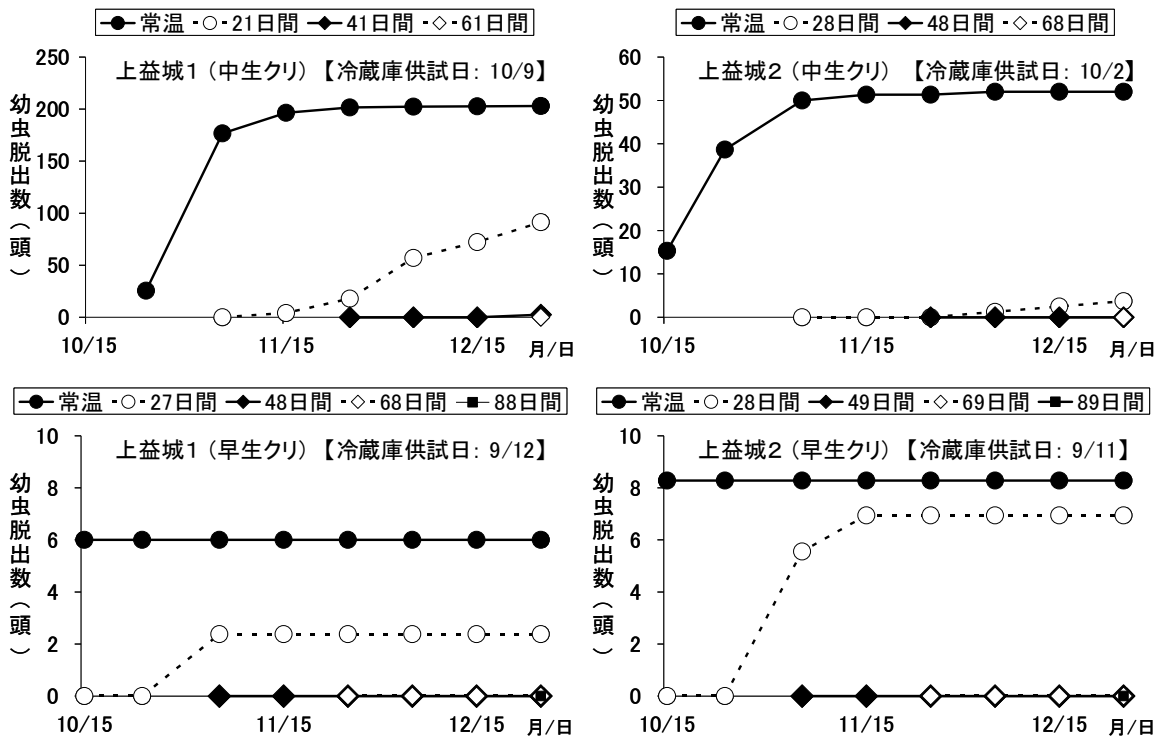 常温 21日間 41日間 61日間
上益城1（中生クリ）【冷蔵庫供試日：10/9】
幼虫脱出数（頭）
250
200
150
100
50
0
10/15 11/15 12/15 月/日
常温 28日間 48日間 68日間
上益城2（中生クリ）【冷蔵庫供試日：10/2】
幼虫脱出数（頭）
60
50
40
30
20
10
0
10/15 11/15 12/15 月/日
常温 27日間 48日間 68日間 88日間
上益城1（早生クリ）【冷蔵庫供試日：9/12】
幼虫脱出数（頭）
10
8
6
4
2
0
10/15 11/15 12/15 月/日
常温 28日間 49日間 69日間 89日間
上益城2（早生クリ）【冷蔵庫供試日：9/11】
幼虫脱出数（頭）
10
8
6
4
2
0
10/15 11/15 12/15 月/日